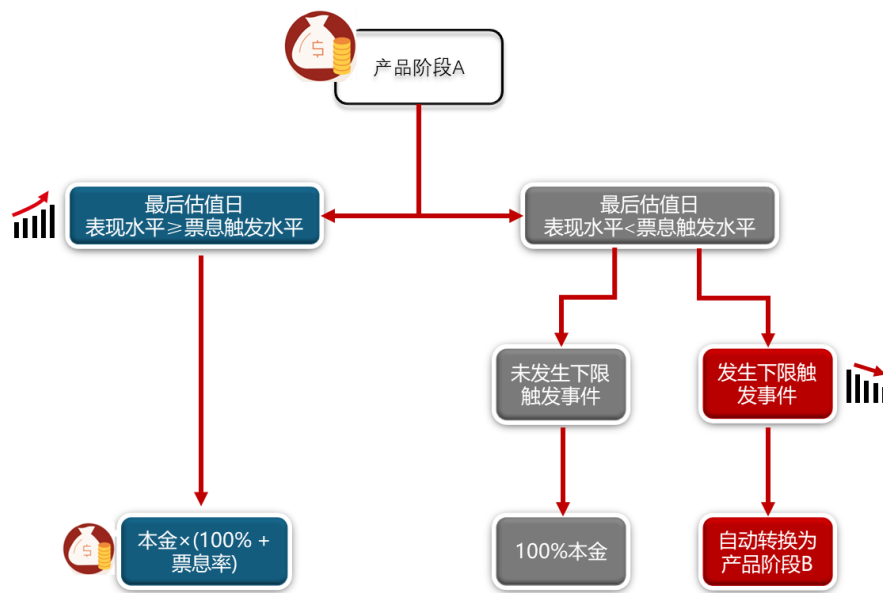 产品阶段A
最后估值日
表现水平≥票息触发水平
最后估值日
表现水平<票息触发水平
未发生下限
触发事件
发生下限触
发事件
本金×(100% +
票息率)
100%本金
自动转换为
产品阶段B